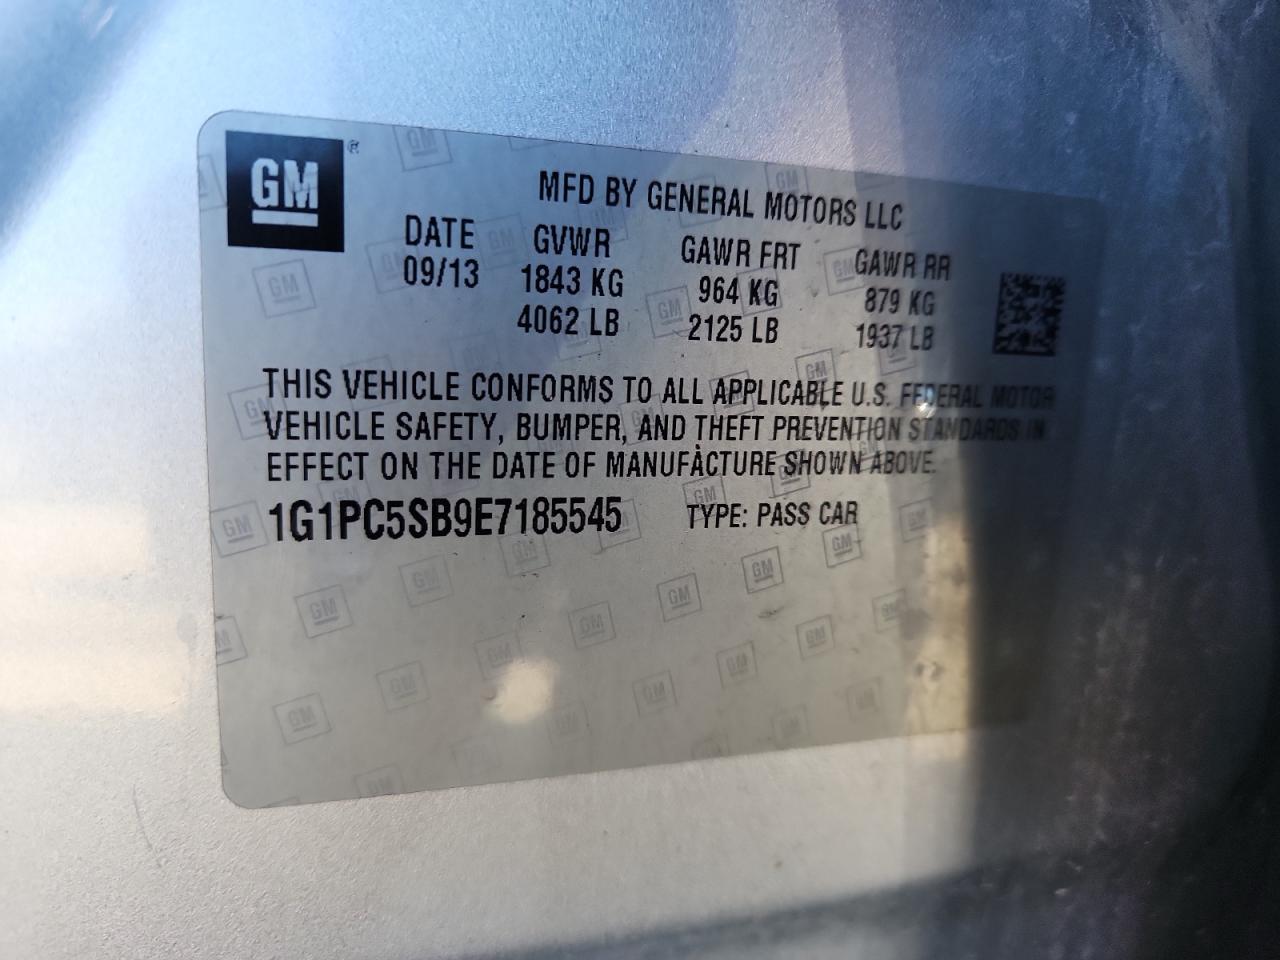 GM®
MFD BY GENERAL MOTORS LLC
DATE GVWR GAWR FRT GAWR RR
09/13 1843 KG 964 KG 879 KG
4062 LB 2125 LB 1937 LB
THIS VEHICLE CONFORMS TO ALL APPLICABLE U.S. FEDERAL MOTOR
VEHICLE SAFETY, BUMPER, AND THEFT PREVENTION STANDARDS IN
EFFECT ON THE DATE OF MANUFACTURE SHOWN ABOVE.
1G1PC5SB9E7185545 TYPE: PASS CAR